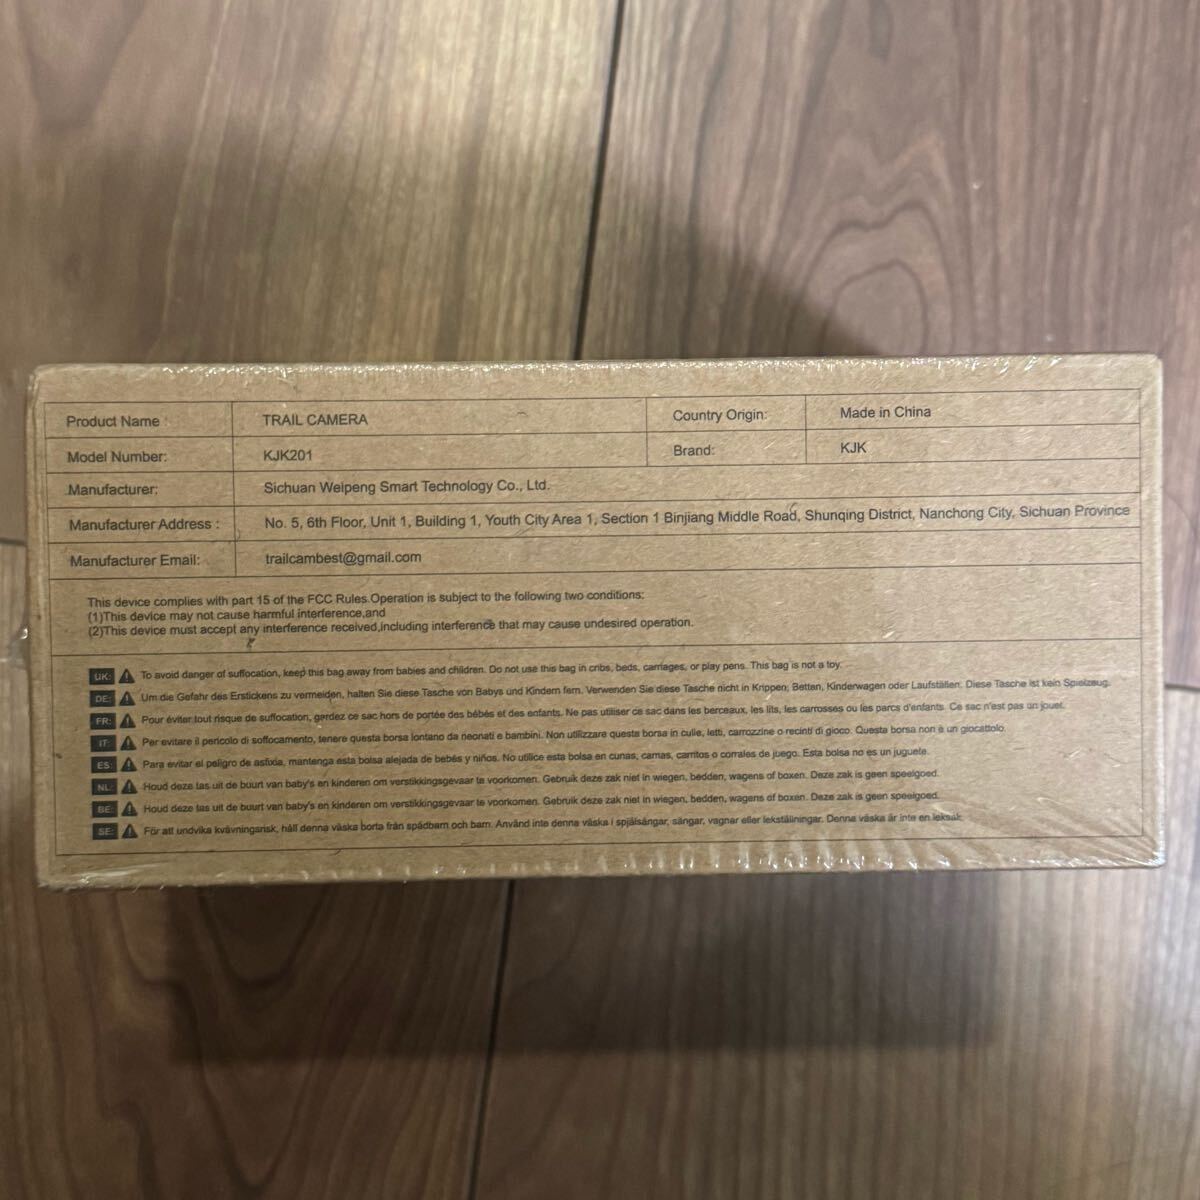 Product Name : TRAIL CAMERA Country Origin: Made in China
Model Number: KJK201 Brand: KJK
Manufacturer: Sichuan Weipeng Smart Technology Co., Ltd.
Manufacturer Address : No. 5, 6th Floor, Unit 1, Building 1, Youth City Area 1, Section 1 Binjiang Middle Road, Shunqing District, Nanchong City, Sichuan Province
Manufacturer Email: trailcambest@gmail.com
This device complies with part 15 of the FCC Rules.Operation is subject to the following two conditions:
(1)This device may not cause harmful interference,and
(2)This device must accept any interference received,including interference that may cause undesired operation.
UK: To avoid danger of suffocation, keep this bag away from babies and children. Do not use this bag in cribs, beds, carriages, or play pens. This bag is not a toy.
DE: Um die Gefahr des Erstickens zu vermeiden, halten Sie diese Tasche von Babys und Kindern fern. Verwenden Sie diese Tasche nicht in Krippen, Betten, Kinderwagen oder Laufställen. Diese Tasche ist kein Spielzeug.
FR: Pour éviter tout risque de suffocation, gardez ce sac hors de portée des bébés et des enfants. Ne pas utiliser ce sac dans les berceaux, les lits, les carrosses ou les parcs d'enfants. Ce sac n'est pas un jouet.
IT: Per evitare il pericolo di soffocamento, tenere questa borsa lontano da neonati e bambini. Non utilizzare questa borsa in culle, letti, carrozzine o recinti di gioco. Questa borsa non è un giocattolo.
ES: Para evitar el peligro de asfixia, mantenga esta bolsa alejada de bebés y niños. No utilice esta bolsa en cunas, camas, carritos o corrales de juego. Esta bolsa no es un juguete.
NL: Houd deze tas uit de buurt van baby's en kinderen om verstikkingsgevaar te voorkomen. Gebruik deze zak niet in wiegen, bedden, wagens of boxen. Deze zak is geen speelgoed.
BE: Houd deze tas uit de buurt van baby's en kinderen om verstikkingsgevaar te voorkomen. Gebruik deze zak niet in wiegen, bedden, wagens of boxen. Deze zak is geen speelgoed.
SE: För att undvika kvävningsrisk, håll denna väska borta från spädbarn och barn. Använd inte denna väska i spjälsängar, sängar, vagnar eller lekställningar. Denna väska är inte en leksak.